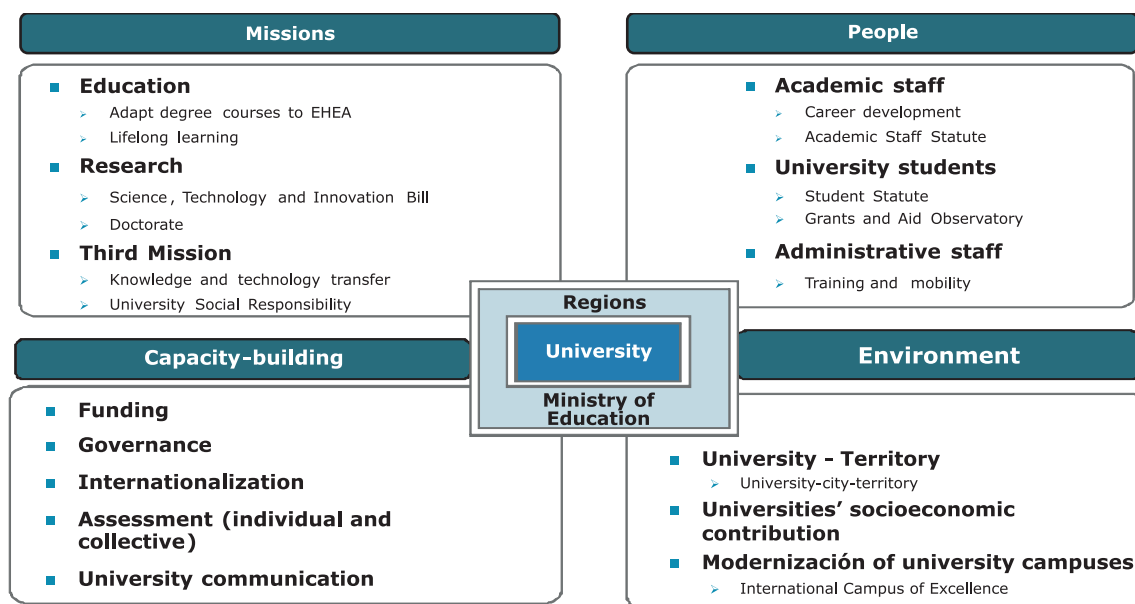 Missions
Education
Adapt degree courses to EHEA
Lifelong learning
Research
Science, Technology and Innovation Bill
Doctorate
Third Mission
Knowledge and technology transfer
University Social Responsibility
People
Academic staff
Career development
Academic Staff Statute
University students
Student Statute
Grants and Aid Observatory
Administrative staff
Training and mobility
Regions
University
Ministry of
Education
Capacity-building
Funding
Governance
Internationalization
Assessment (individual and
collective)
University communication
Environment
University - Territory
University-city-territory
Universities’ socioeconomic
contribution
Modernización of university campuses
International Campus of Excellence